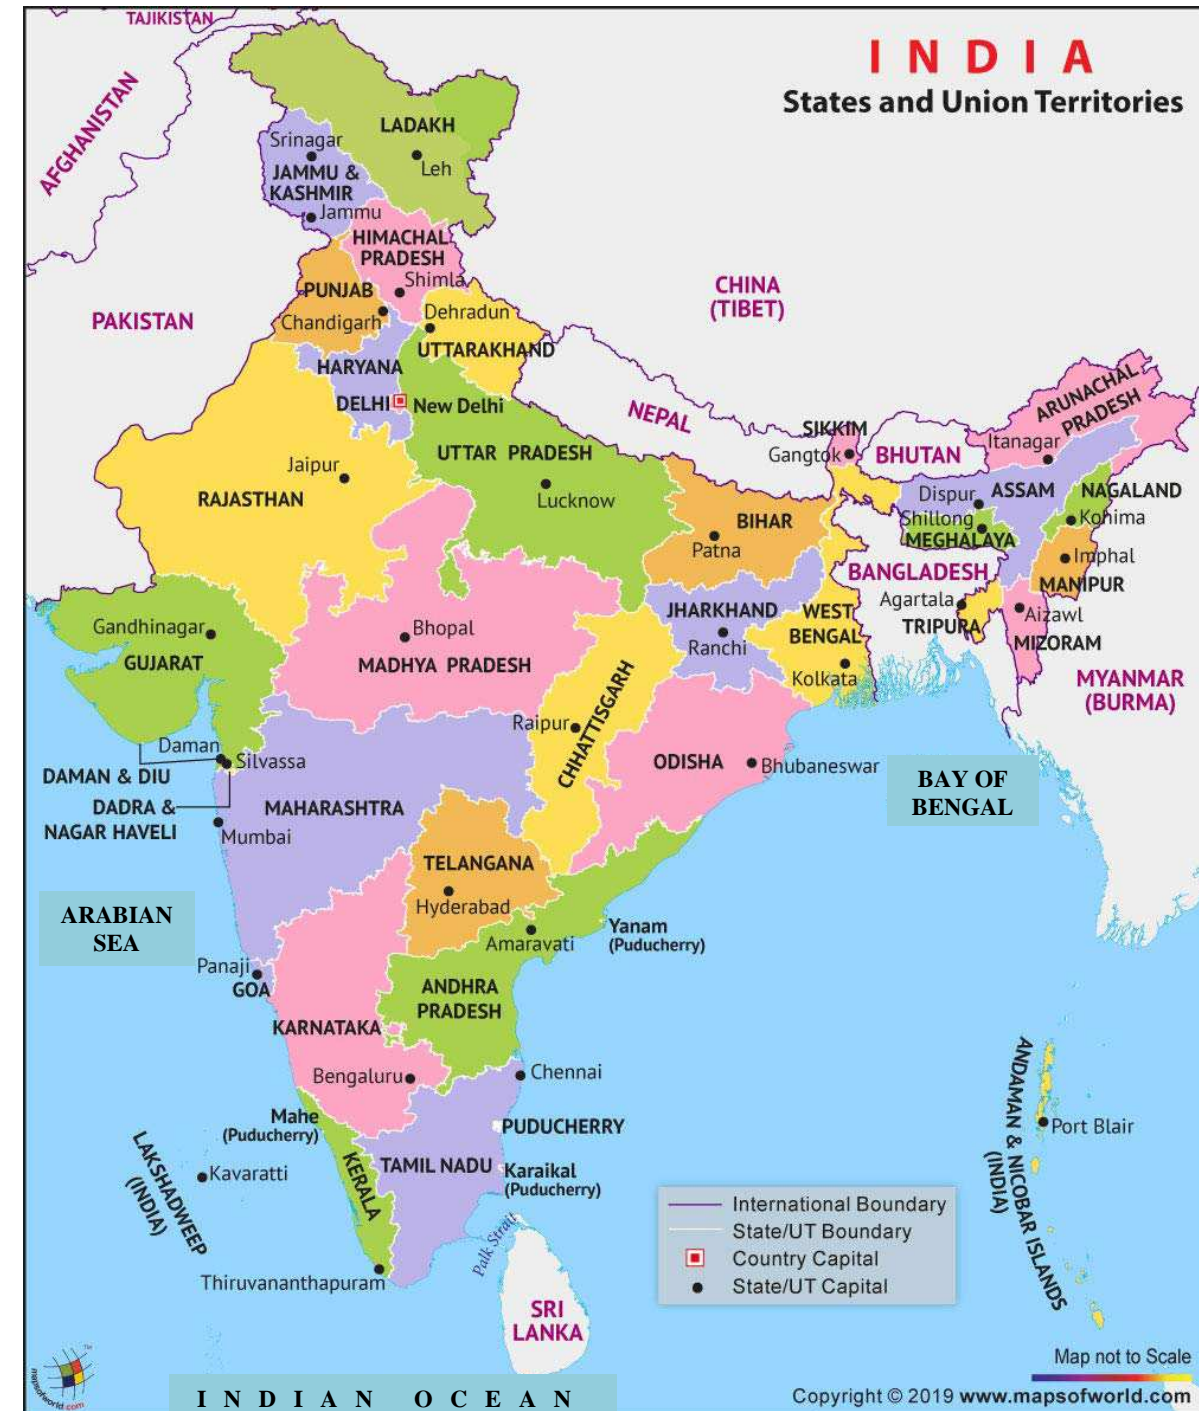 TAJIKISTAN
I N D I A
States and Union Territories
AFGHANISTAN
LADAKH
Srinagar
Leh
JAMMU &
KASHMIR
Jammu
HIMACHAL
PRADESH
Shimla
PUNJAB
Chandigarh
Dehradun
UTTARAKHAND
CHINA
(TIBET)
PAKISTAN
HARYANA
DELHI
New Delhi
NEPAL
ARUNACHAL
PRADESH
SIKKIM
Gangtok
BHUTAN
Itanagar
UTTAR PRADESH
Lucknow
Jaipur
RAJASTHAN
Dispur
ASSAM
NAGALAND
Shillong
Kohima
MEGHALAYA
BIHAR
Patna
Imphal
MANIPUR
BANGLADESH
Agartala
TRIPURA
Aizawl
MIZORAM
JHARKHAND
Ranchi
WEST
BENGAL
Kolkata
MYANMAR
(BURMA)
Gandhinagar
GUJARAT
Bhopal
MADHYA PRADESH
CHHATTISGARH
Raipur
ODISHA
Bhubaneswar
BAY OF
BENGAL
Daman
Silvassa
DAMAN & DIU
DADRA &
NAGAR HAVELI
MAHARASHTRA
Mumbai
TELANGANA
Hyderabad
ARABIAN
SEA
Amaravati
Yanam
(Puducherry)
Panaji
GOA
ANDHRA
PRADESH
KARNATAKA
Bengaluru
Chennai
Mahe
(Puducherry)
PUDUCHERRY
KERALA
TAMIL NADU
Karaikal
(Puducherry)
LAKSHADWEEP
(INDIA)
Kavaratti
Thiruvananthapuram
Palk Strait
SRI
LANKA
ANDAMAN & NICOBAR ISLANDS
(INDIA)
Port Blair
International Boundary
State/UT Boundary
Country Capital
State/UT Capital
Map not to Scale
mapsofworld.com
TM
I N D I A N O C E A N
Copyright © 2019 www.mapsofworld.com